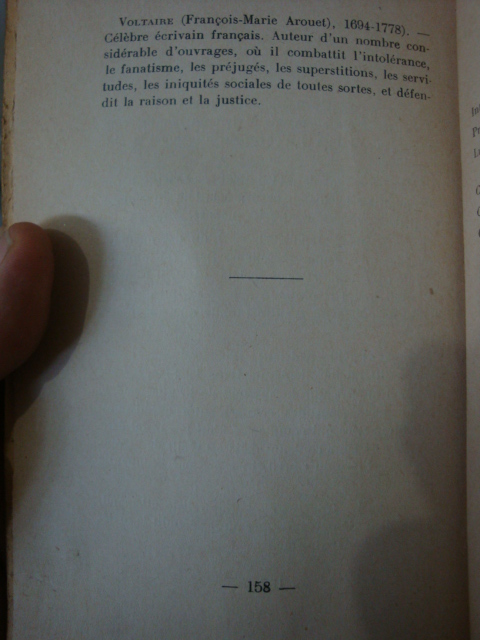 VOLTAIRE (François-Marie Arouet), 1694-1778). —
Célèbre écrivain français. Auteur d'un nombre con-
sidérable d'ouvrages, où il combattit l'intolérance,
le fanatisme, les préjugés, les superstitions, les servi-
tudes, les iniquités sociales de toutes sortes, et défen-
dit la raison et la justice.
— 158 —